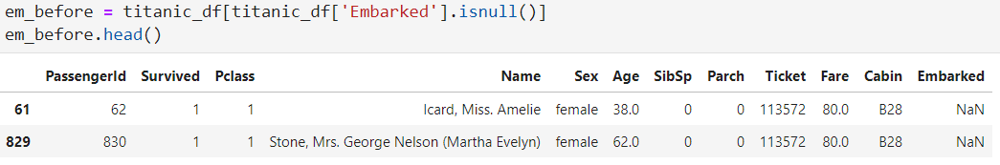 em_before = titanic_df[titanic_df['Embarked'].isnull()]
em_before.head()
PassengerId Survived Pclass Name Sex Age SibSp Parch Ticket Fare Cabin Embarked
61 62 1 1 Icard, Miss. Amelie female 38.0 0 0 113572 80.0 B28 NaN
829 830 1 1 Stone, Mrs. George Nelson (Martha Evelyn) female 62.0 0 0 113572 80.0 B28 NaN